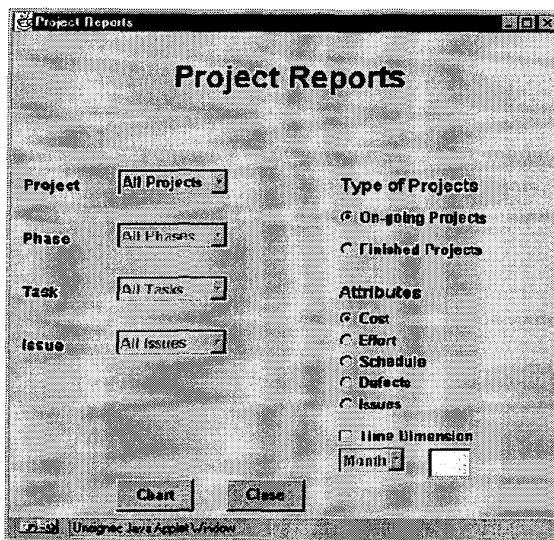 Project Reports
Project Reports
Project All Projects
Phase All Phases
Task All Tasks
Issue All Issues
Type of Projects
On-going Projects
Finished Projects
Attributes
Cost
Effort
Schedule
Defects
Issues
Time Dimension
Month
Chart Close
Unsigned Java Applet Window